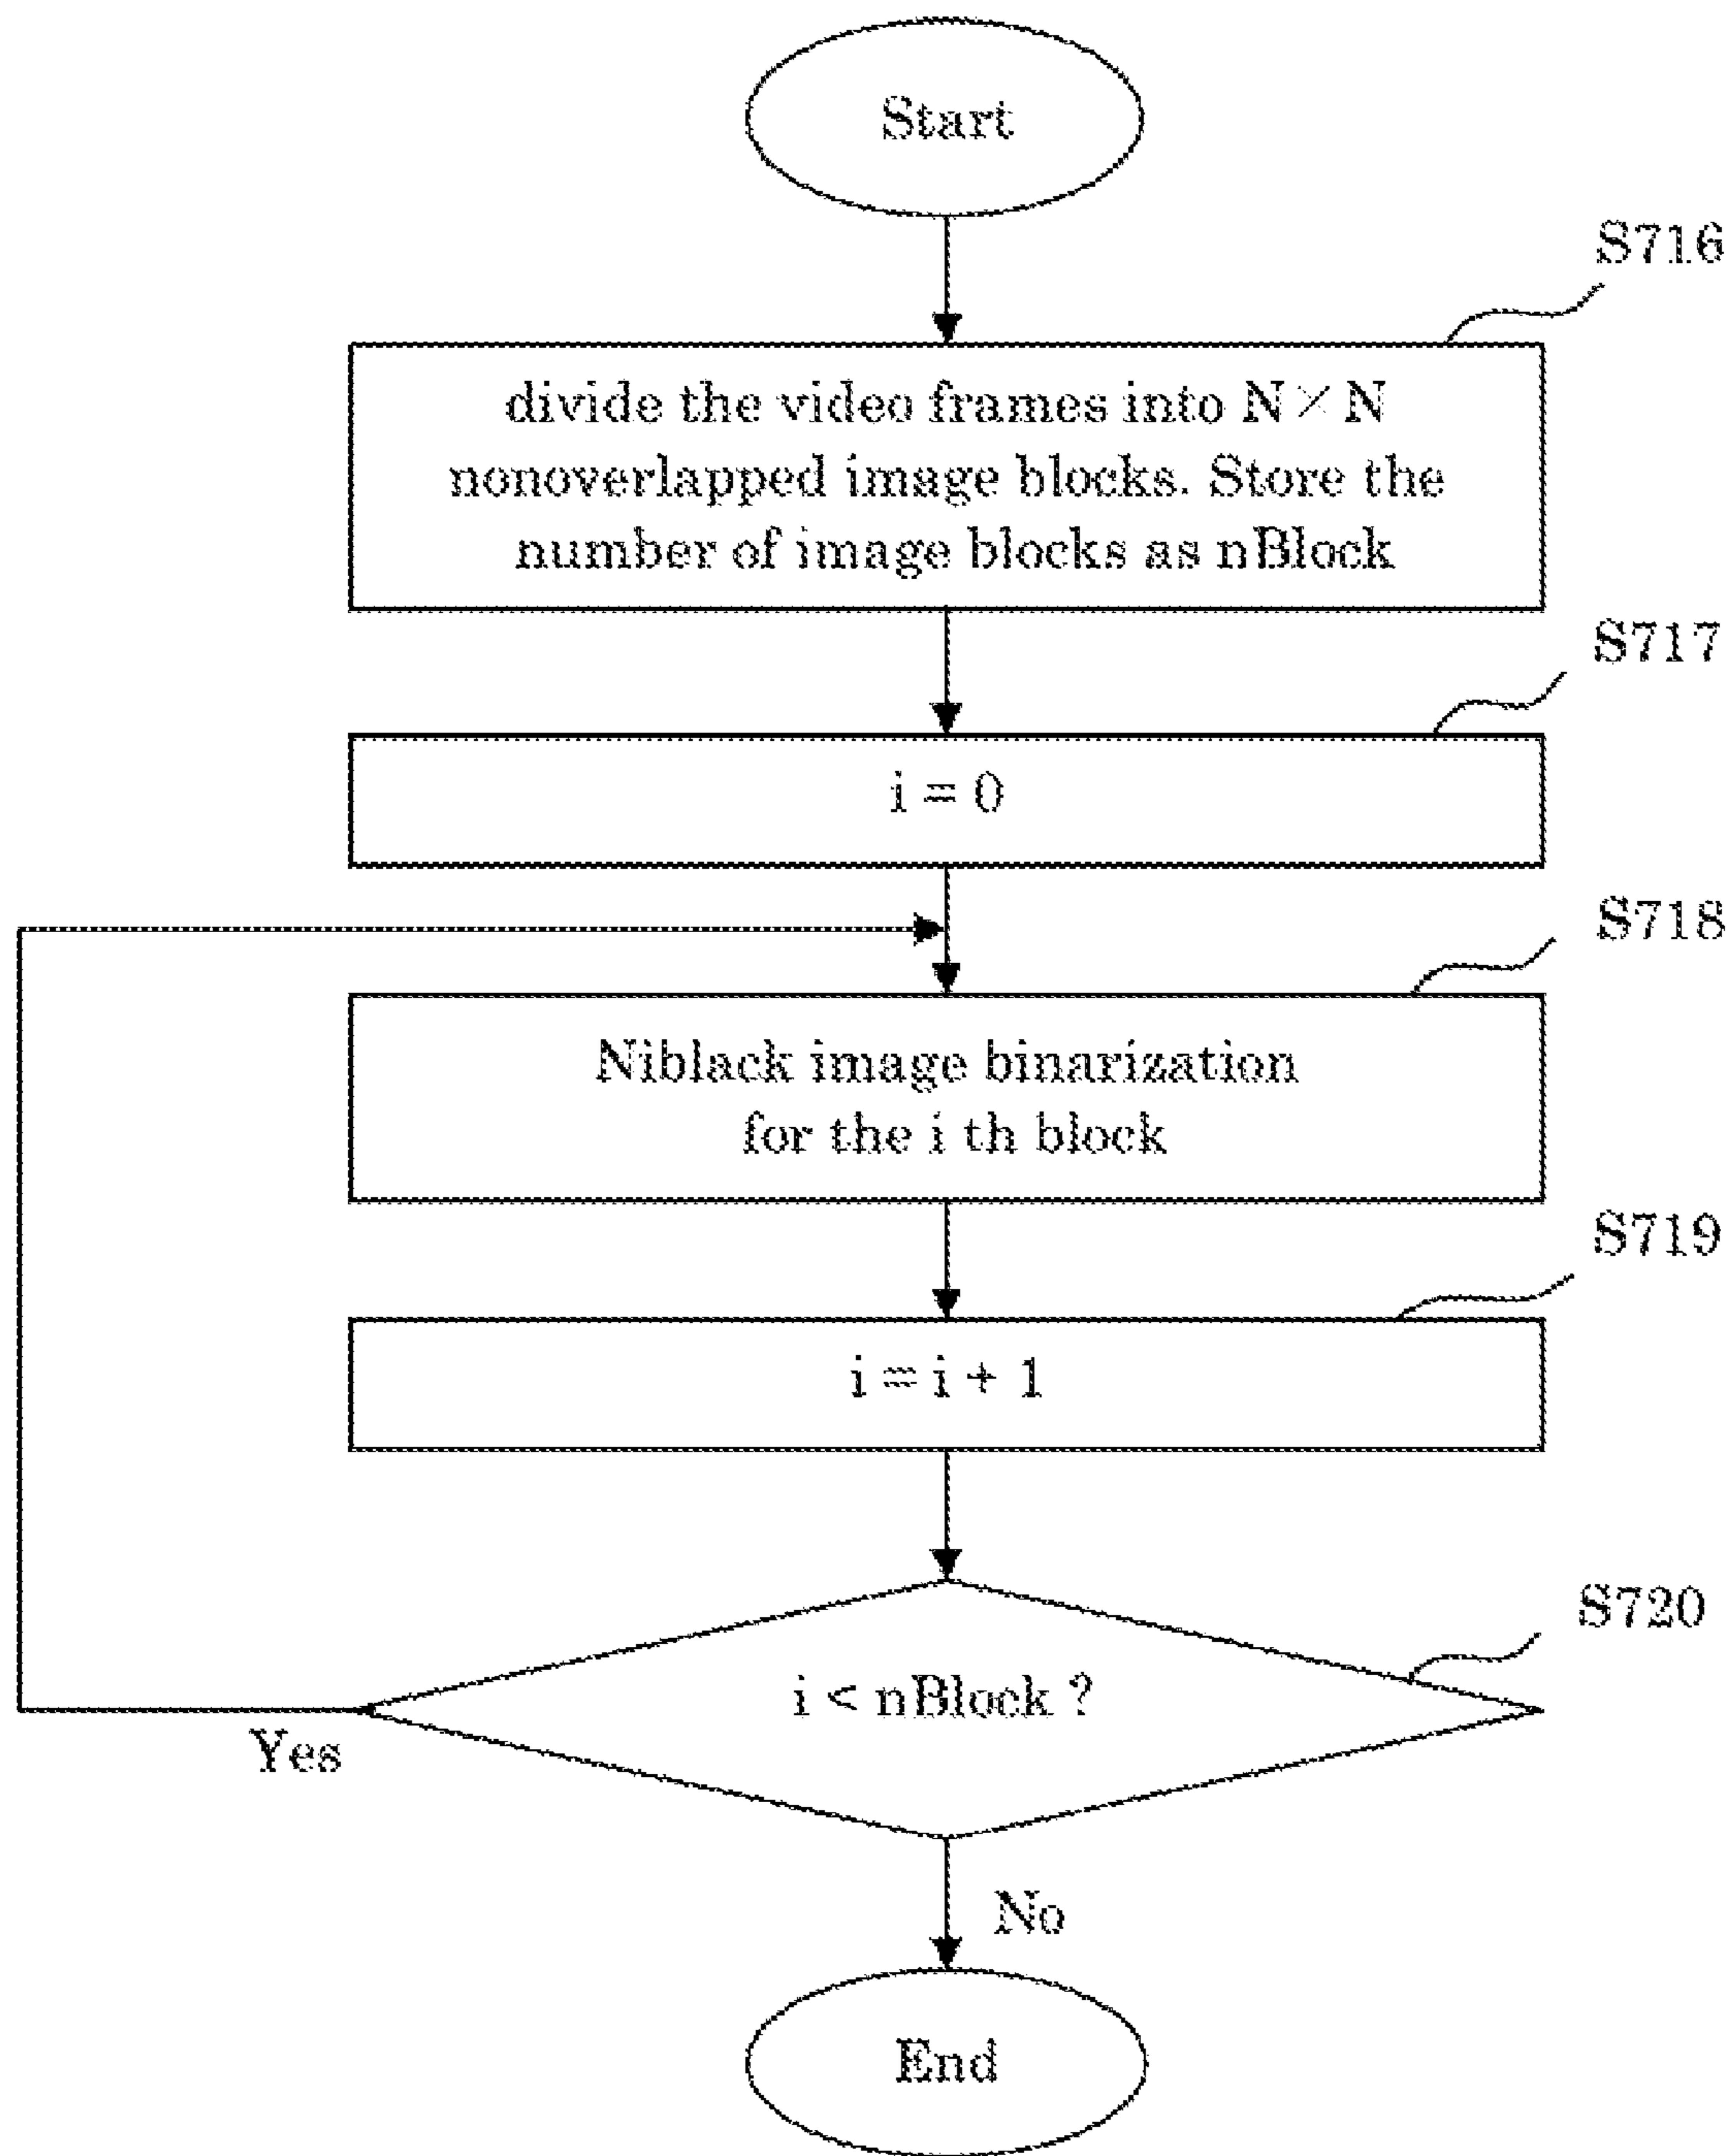 Start
S716
divide the video frames into N×N
nonoverlapped image blocks. Store the
number of image blocks as nBlock
S717
i = 0
S718
Niblack image binarization
for the i th block
S719
i = i + 1
S720
i < nBlock ?
Yes
No
End